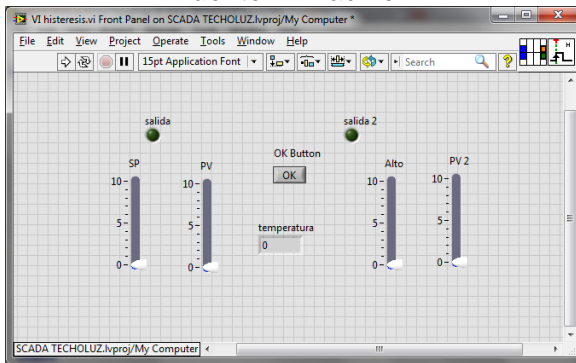 VI histeresis.vi Front Panel on SCADA TECHOLUZ.lvproj/My Computer *
File Edit View Project Operate Tools Window Help
15pt Application Font Search
H
salida salida 2
OK Button
SP PV Alto PV 2
OK
10 10 10 10
5 5 5 5
temperatura
0
0 0 0 0
SCADA TECHOLUZ.lvproj/My Computer